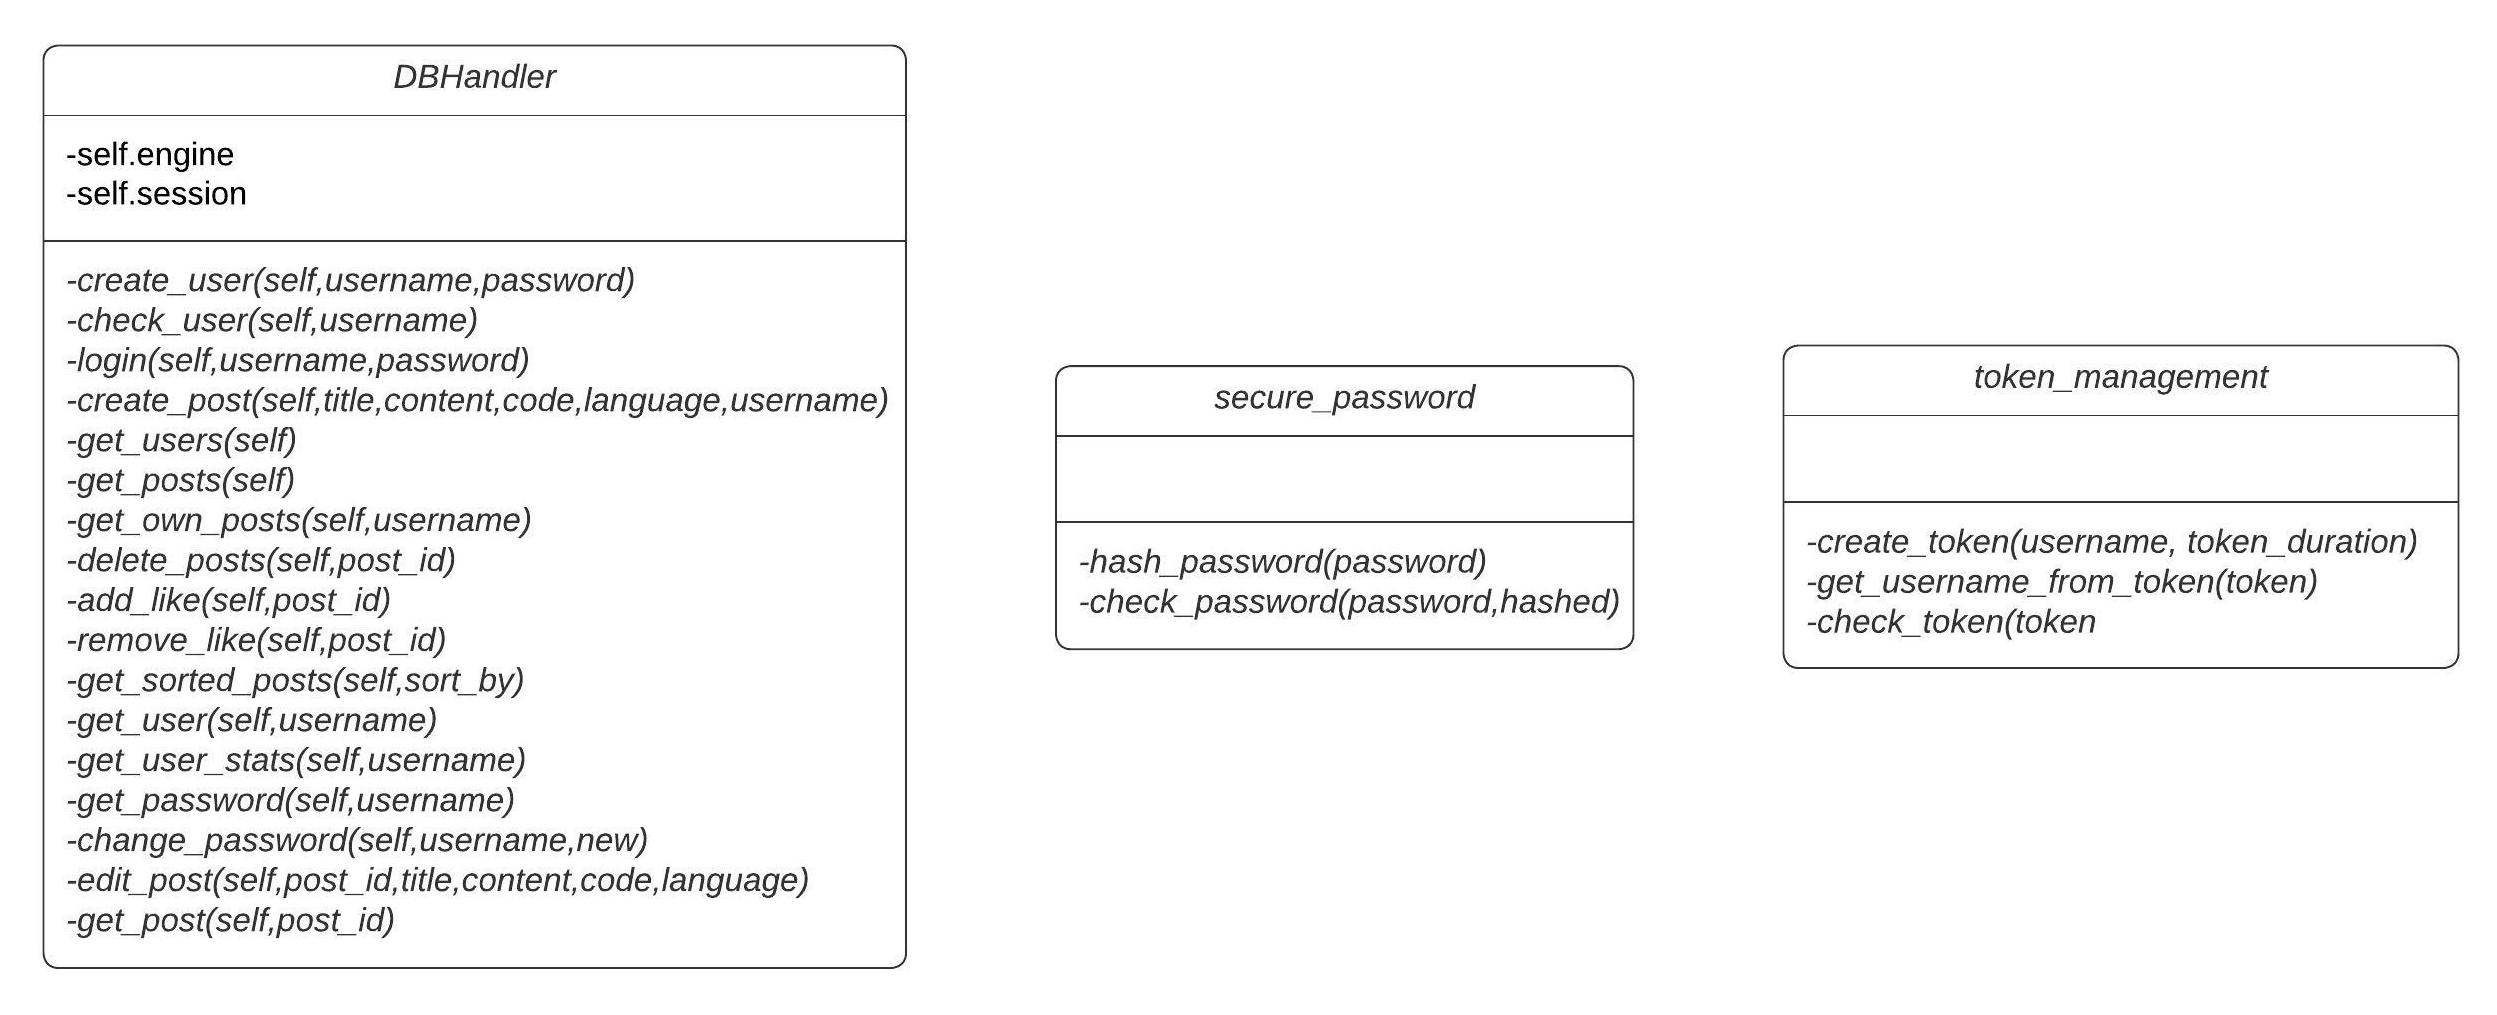 DBHandler
-self.engine
-self.session
-create_user(self,username,password)
-check_user(self,username)
-login(self,username,password)
-create_post(self,title,content,code,language,username)
-get_users(self)
-get_posts(self)
-get_own_posts(self,username)
-delete_posts(self,post_id)
-add_like(self,post_id)
-remove_like(self,post_id)
-get_sorted_posts(self,sort_by)
-get_user(self,username)
-get_user_stats(self,username)
-get_password(self,username)
-change_password(self,username,new)
-edit_post(self,post_id,title,content,code,language)
-get_post(self,post_id)
secure_password
-hash_password(password)
-check_password(password,hashed)
token_management
-create_token(username, token_duration)
-get_username_from_token(token)
-check_token(token